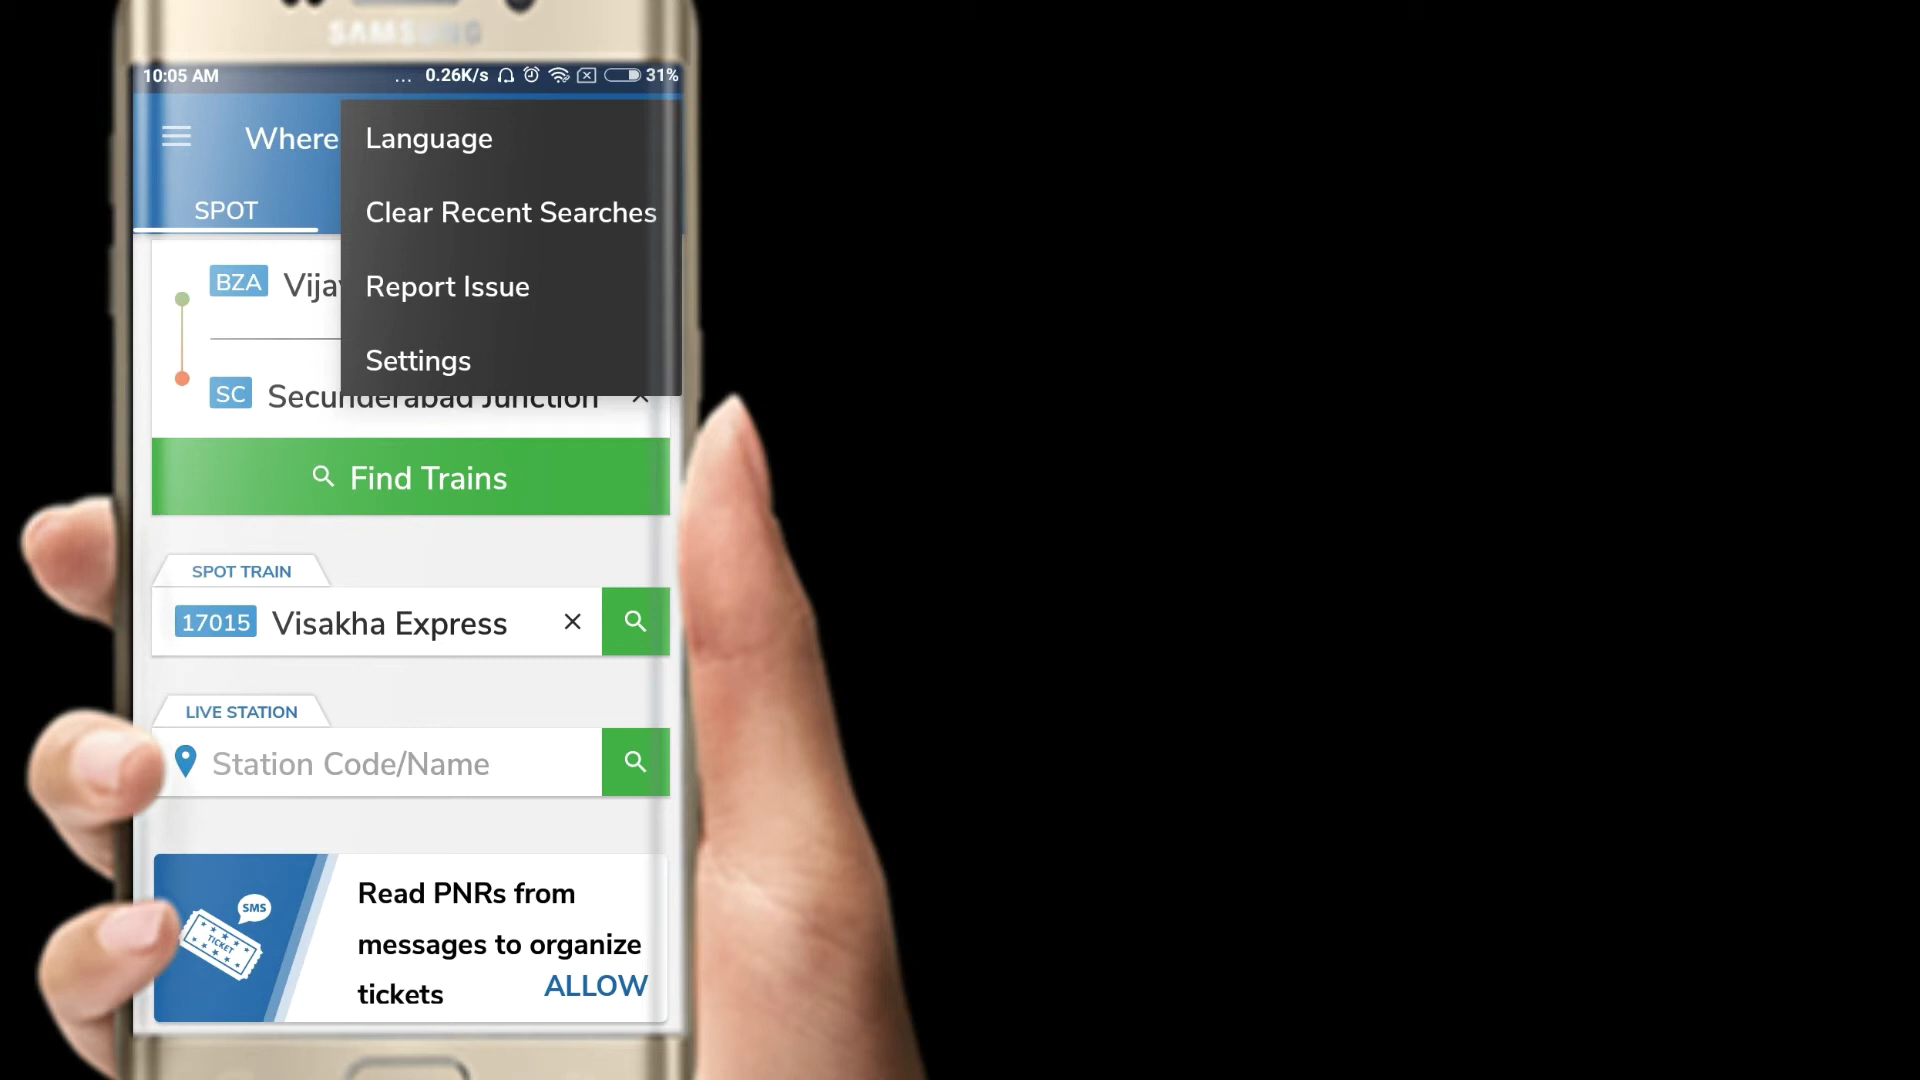 SAMSUNG
10:05 AM ... 0.26K/s 31%
Where
Language
Clear Recent Searches
Report Issue
Settings
SPOT
BZA
SC Secunderabad Junction
Find Trains
SPOT TRAIN
17015 Visakha Express
LIVE STATION
Station Code/Name
SMS
TICKET
Read PNRs from
messages to organize
tickets
ALLOW